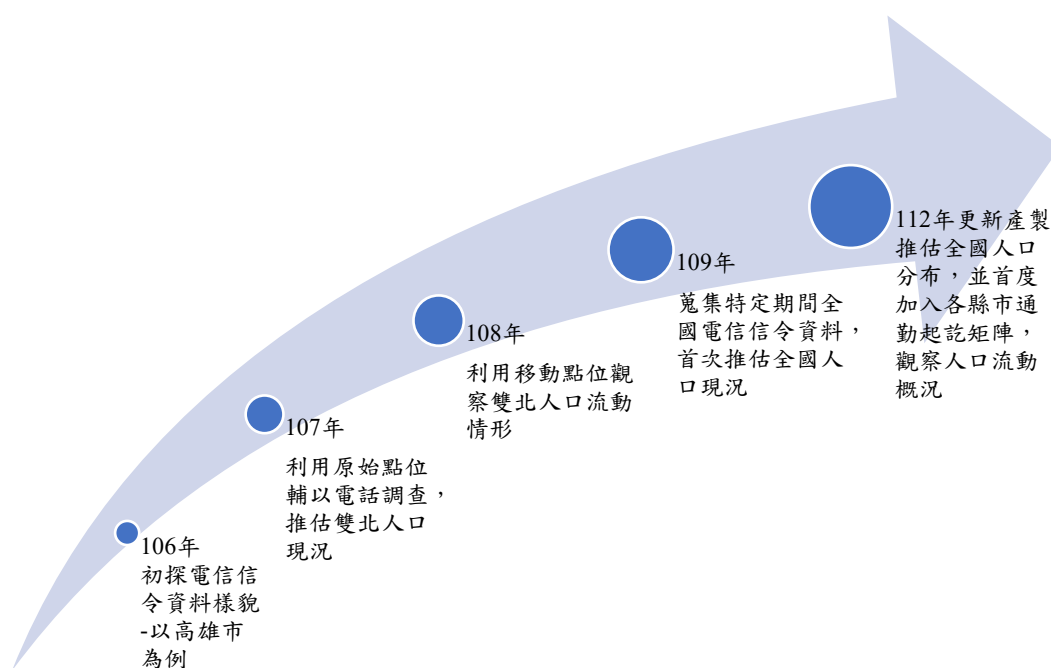 106年
初探電信信
令資料樣貌
-以高雄市
為例
107年
利用原始點位
輔以電話調查，
推估雙北人口
現況
108年
利用移動點位觀
察雙北人口流動
情形
109年
蒐集特定期間全
國電信信令資料，
首次推估全國人
口現況
112年更新產製
推估全國人口
分布，並首度
加入各縣市通
勤起訖矩陣，
觀察人口流動
概況